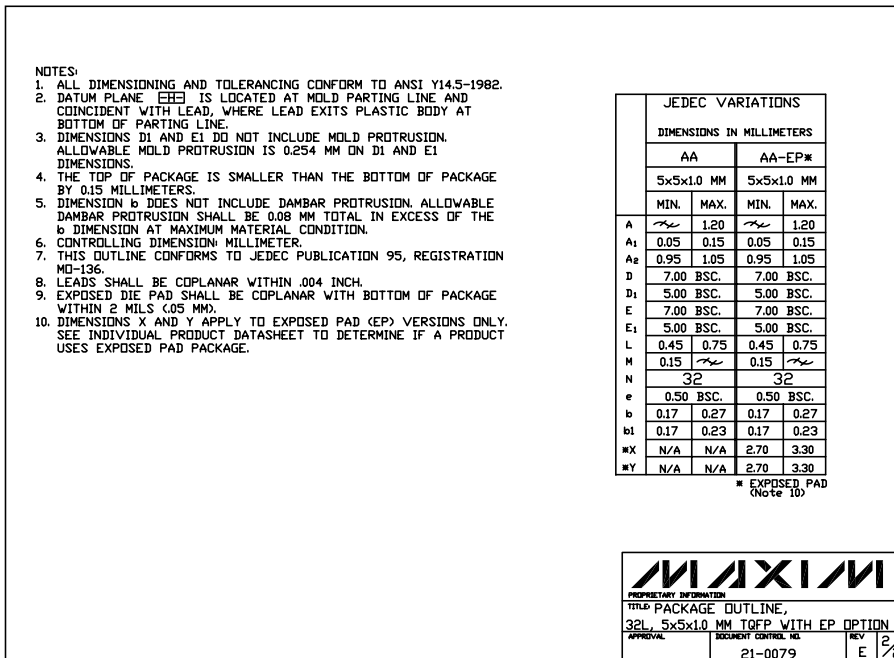 NOTES:
1. ALL DIMENSIONING AND TOLERANCING CONFORM TO ANSI Y14.5-1982.
2. DATUM PLANE -H- IS LOCATED AT MOLD PARTING LINE AND
COINCIDENT WITH LEAD, WHERE LEAD EXITS PLASTIC BODY AT
BOTTOM OF PARTING LINE.
3. DIMENSIONS D1 AND E1 DO NOT INCLUDE MOLD PROTRUSION.
ALLOWABLE MOLD PROTRUSION IS 0.254 MM ON D1 AND E1
DIMENSIONS.
4. THE TOP OF PACKAGE IS SMALLER THAN THE BOTTOM OF PACKAGE
BY 0.15 MILLIMETERS.
5. DIMENSION b DOES NOT INCLUDE DAMBAR PROTRUSION. ALLOWABLE
DAMBAR PROTRUSION SHALL BE 0.08 MM TOTAL IN EXCESS OF THE
b DIMENSION AT MAXIMUM MATERIAL CONDITION.
6. CONTROLLING DIMENSION: MILLIMETER.
7. THIS OUTLINE CONFORMS TO JEDEC PUBLICATION 95, REGISTRATION
MO-136.
8. LEADS SHALL BE COPLANAR WITHIN .004 INCH.
9. EXPOSED DIE PAD SHALL BE COPLANAR WITH BOTTOM OF PACKAGE
WITHIN 2 MILS (.05 MM).
10. DIMENSIONS X AND Y APPLY TO EXPOSED PAD (EP) VERSIONS ONLY.
SEE INDIVIDUAL PRODUCT DATASHEET TO DETERMINE IF A PRODUCT
USES EXPOSED PAD PACKAGE.
JEDEC VARIATIONS
DIMENSIONS IN MILLIMETERS
AA AA-EP*
5x5x1.0 MM 5x5x1.0 MM
MIN. MAX. MIN. MAX.
A 1.20 1.20
A1 0.05 0.15 0.05 0.15
A2 0.95 1.05 0.95 1.05
D 7.00 BSC. 7.00 BSC.
D1 5.00 BSC. 5.00 BSC.
E 7.00 BSC. 7.00 BSC.
E1 5.00 BSC. 5.00 BSC.
L 0.45 0.75 0.45 0.75
M 0.15 0.15
N 32 32
e 0.50 BSC. 0.50 BSC.
b 0.17 0.27 0.17 0.27
b1 0.17 0.23 0.17 0.23
*X N/A N/A 2.70 3.30
*Y N/A N/A 2.70 3.30
* EXPOSED PAD
(Note 10)
MAXIM
PROPRIETARY INFORMATION
TITLE: PACKAGE OUTLINE,
32L, 5x5x1.0 MM TQFP WITH EP OPTION
APPROVAL DOCUMENT CONTROL NO. REV
21-0079 E 2/